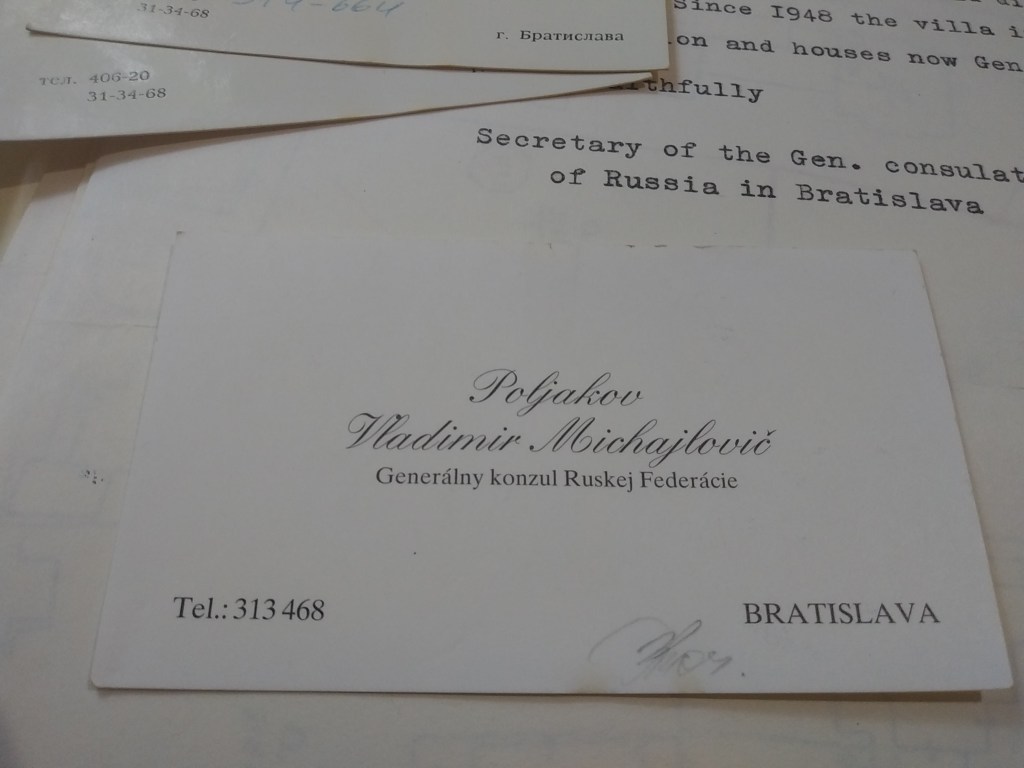 31-34-68
г. Братислава
тел. 406-20
31-34-68
Since I948 the villa
on and houses now Gen
thfully
Secretary of the Gen. consulat
of Russia in Bratislava
Poljakov
Vladimir Michajlovič
Generálny konzul Ruskej Federácie
Tel.: 313 468
BRATISLAVA